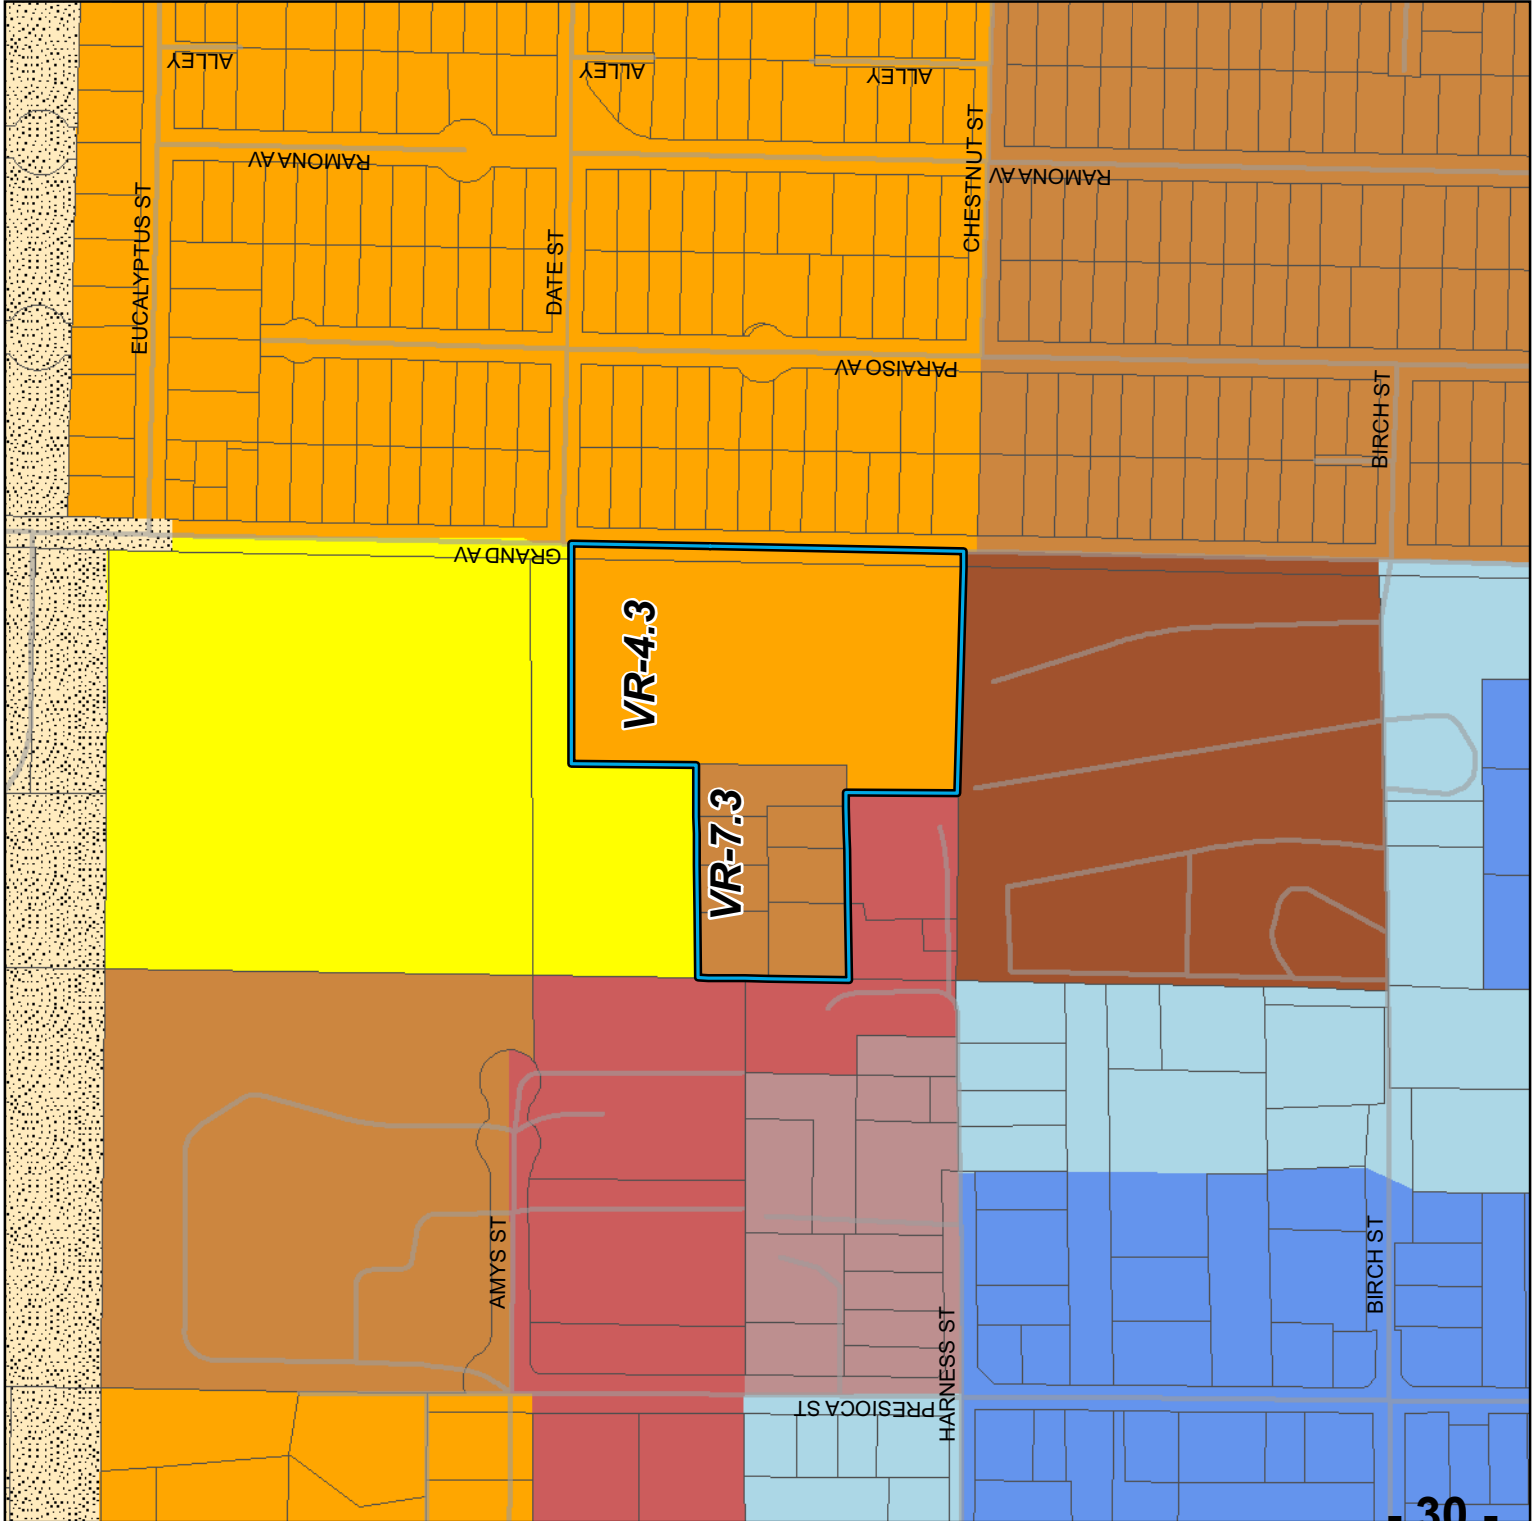 ALLEY
ALLEY
ALLEY
RAMONA AV
RAMONA AV
CHESTNUT ST
EUCALYPTUS ST
DATE ST
PARAISO AV
BIRCH ST
GRAND AV
VR-4.3
VR-7.3
AMYS ST
BIRCH ST
HARNESS ST
PRESIOCA ST
- 30 -